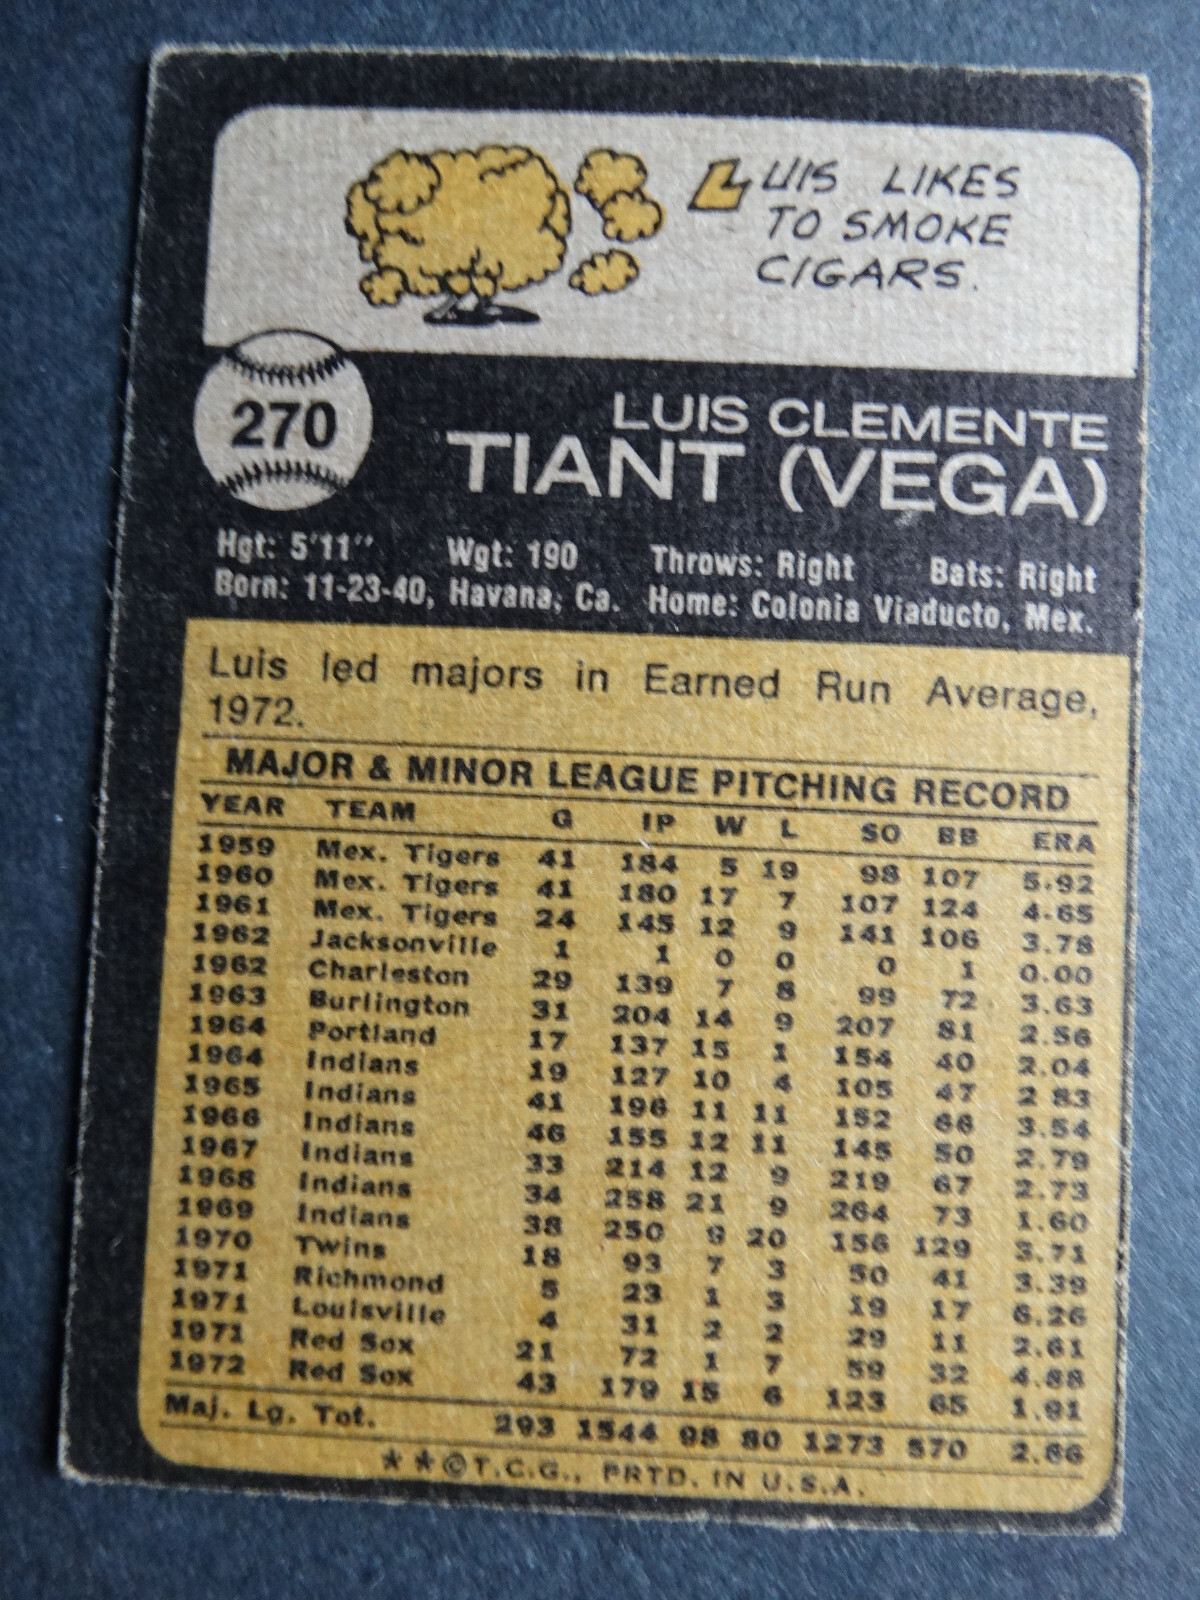 LUIS LIKES
TO SMOKE
CIGARS.
270
LUIS CLEMENTE
TIANT (VEGA)
Hgt: 5'11" Wgt: 190 Throws: Right Bats: Right
Born: 11-23-40, Havana, Ca. Home: Colonia Viaducto, Mex.
Luis led majors in Earned Run Average,
1972.
MAJOR & MINOR LEAGUE PITCHING RECORD
YEAR TEAM G IP W L SO BB ERA
1959 Mex. Tigers 41 184 5 19 98 107 5.92
1960 Mex. Tigers 41 180 17 7 107 124 4.65
1961 Mex. Tigers 24 145 12 9 141 106 3.78
1962 Jacksonville 1 1 0 0 0 1 0.00
1962 Charleston 29 139 7 8 99 72 3.63
1963 Burlington 31 204 14 9 207 81 2.56
1964 Portland 17 137 15 1 154 40 2.04
1964 Indians 19 127 10 4 105 47 2 83
1965 Indians 41 196 11 11 152 66 3.54
1966 Indians 46 155 12 11 145 50 2.79
1967 Indians 33 214 12 9 219 67 2.73
1968 Indians 34 258 21 9 264 73 1.60
1969 Indians 38 250 9 20 156 129 3.71
1970 Twins 18 93 7 3 50 41 3.39
1971 Richmond 5 23 1 3 19 17 6.26
1971 Louisville 4 31 2 2 29 11 2.61
1971 Red Sox 21 72 1 7 59 32 4.88
1972 Red Sox 43 179 15 6 123 65 1.91
Maj. Lg. Tot. 293 1544 98 80 1273 570 2.86
★★©T.C.G., PRTD. IN U.S.A.